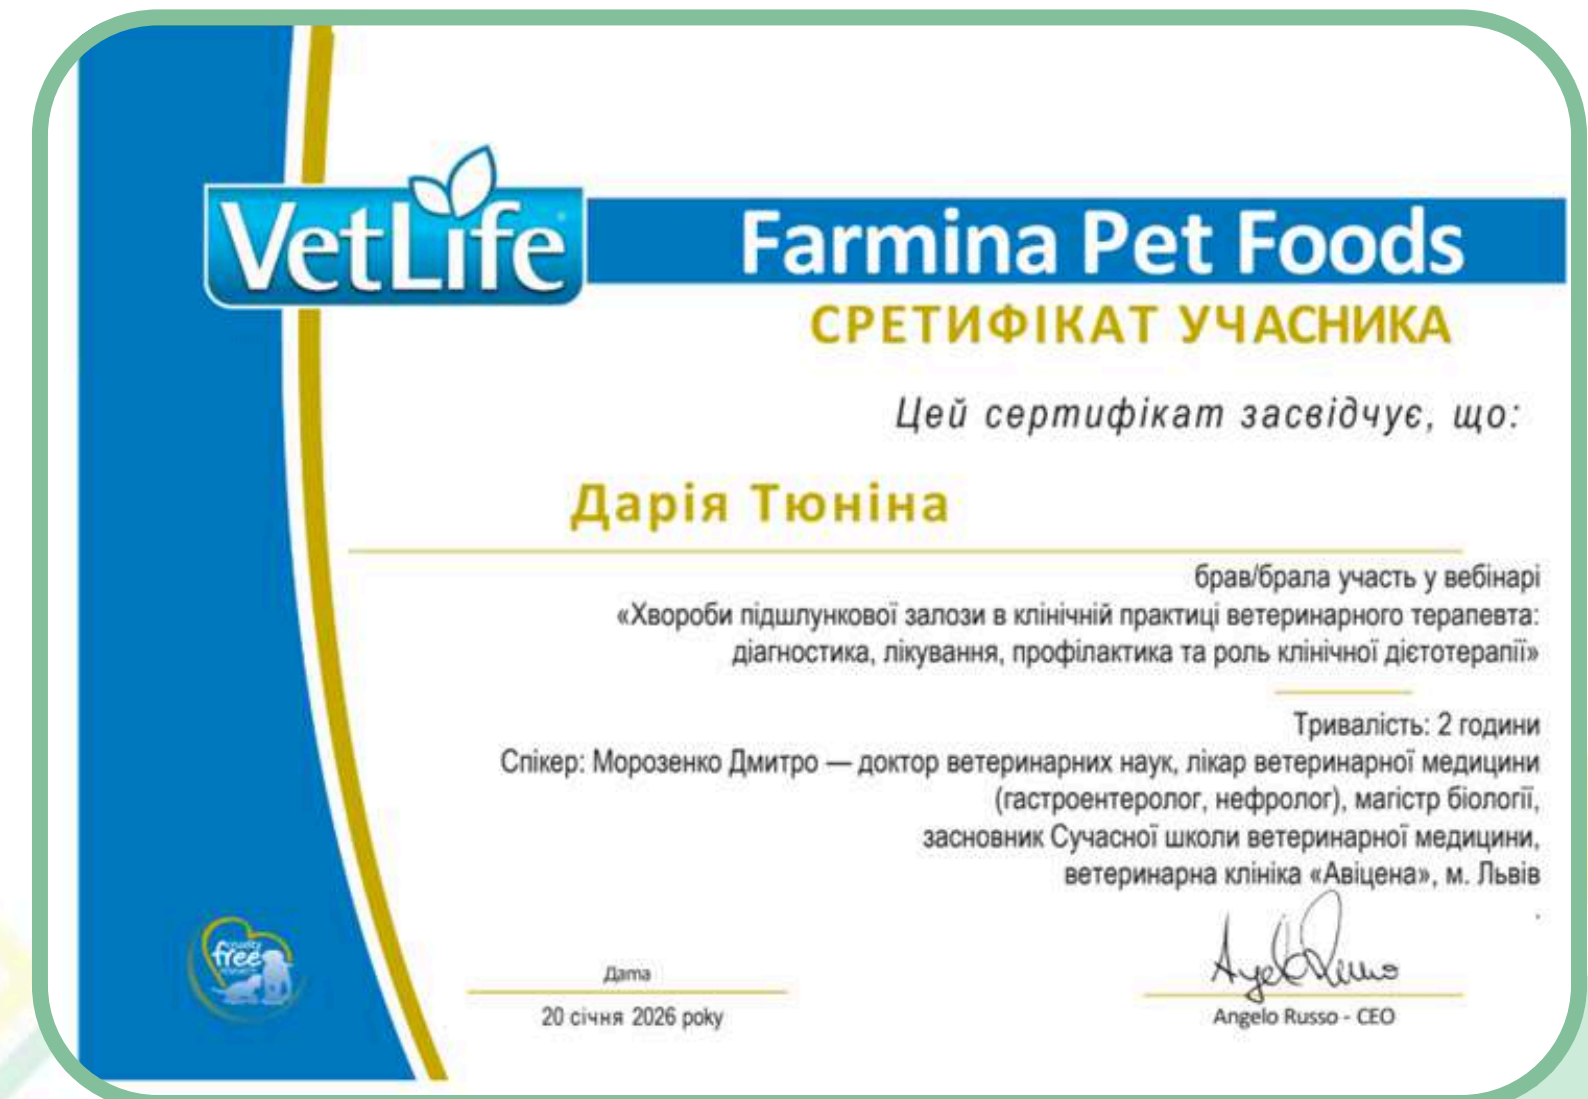 VetLife
Farmina Pet Foods
СРЕТИФІКАТ УЧАСНИКА
Цей сертифікат засвідчує, що:
Дарія Тюніна
брав/брала участь у вебінарі
«Хвороби підшлункової залози в клінічній практиці ветеринарного терапевта:
діагностика, лікування, профілактика та роль клінічної дієтотерапії»
Тривалість: 2 години
Спікер: Морозенко Дмитро — доктор ветеринарних наук, лікар ветеринарної медицини
(гастроентеролог, нефролог), магістр біології,
засновник Сучасної школи ветеринарної медицини,
ветеринарна клініка «Авіцена», м. Львів
.
cruelty
free
Дата
20 січня 2026 року
Angelo Russo
Angelo Russo - CEO